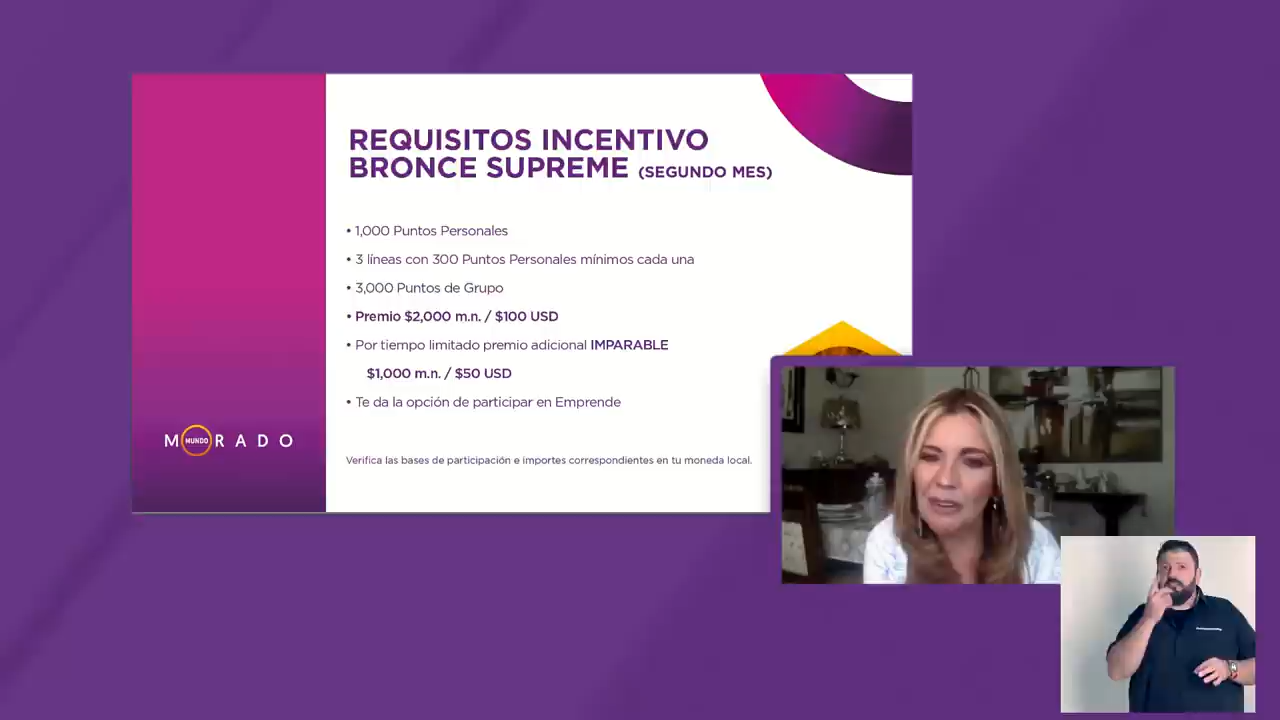 REQUISITOS INCENTIVO
BRONCE SUPREME (SEGUNDO MES)
• 1,000 Puntos Personales
• 3 líneas con 300 Puntos Personales mínimos cada una
• 3,000 Puntos de Grupo
• Premio $2,000 m.n. / $100 USD
• Por tiempo limitado premio adicional IMPARABLE
$1,000 m.n. / $50 USD
• Te da la opción de participar en Emprende
MUNDO
MORADO
Verifica las bases de participación e importes correspondientes en tu moneda local.